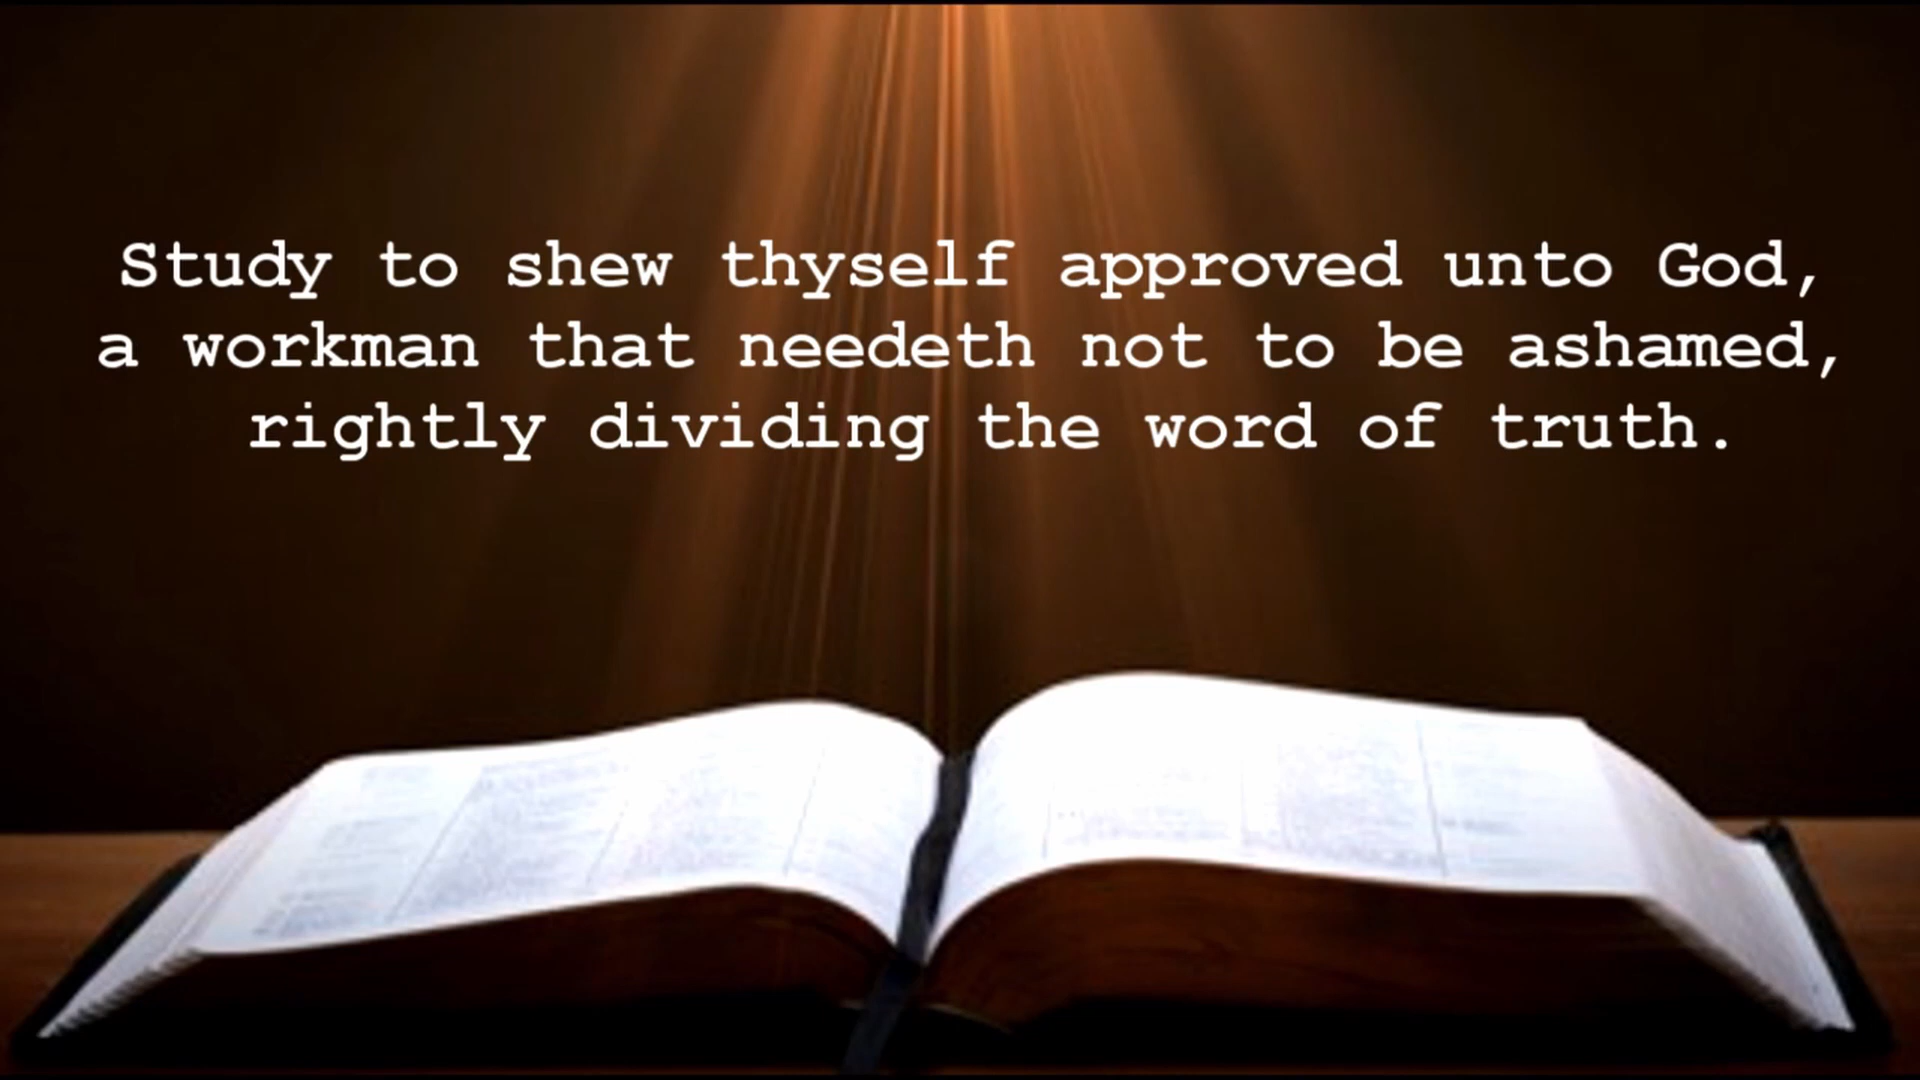 Study to shew thyself approved unto God,
a workman that needeth not to be ashamed,
rightly dividing the word of truth.